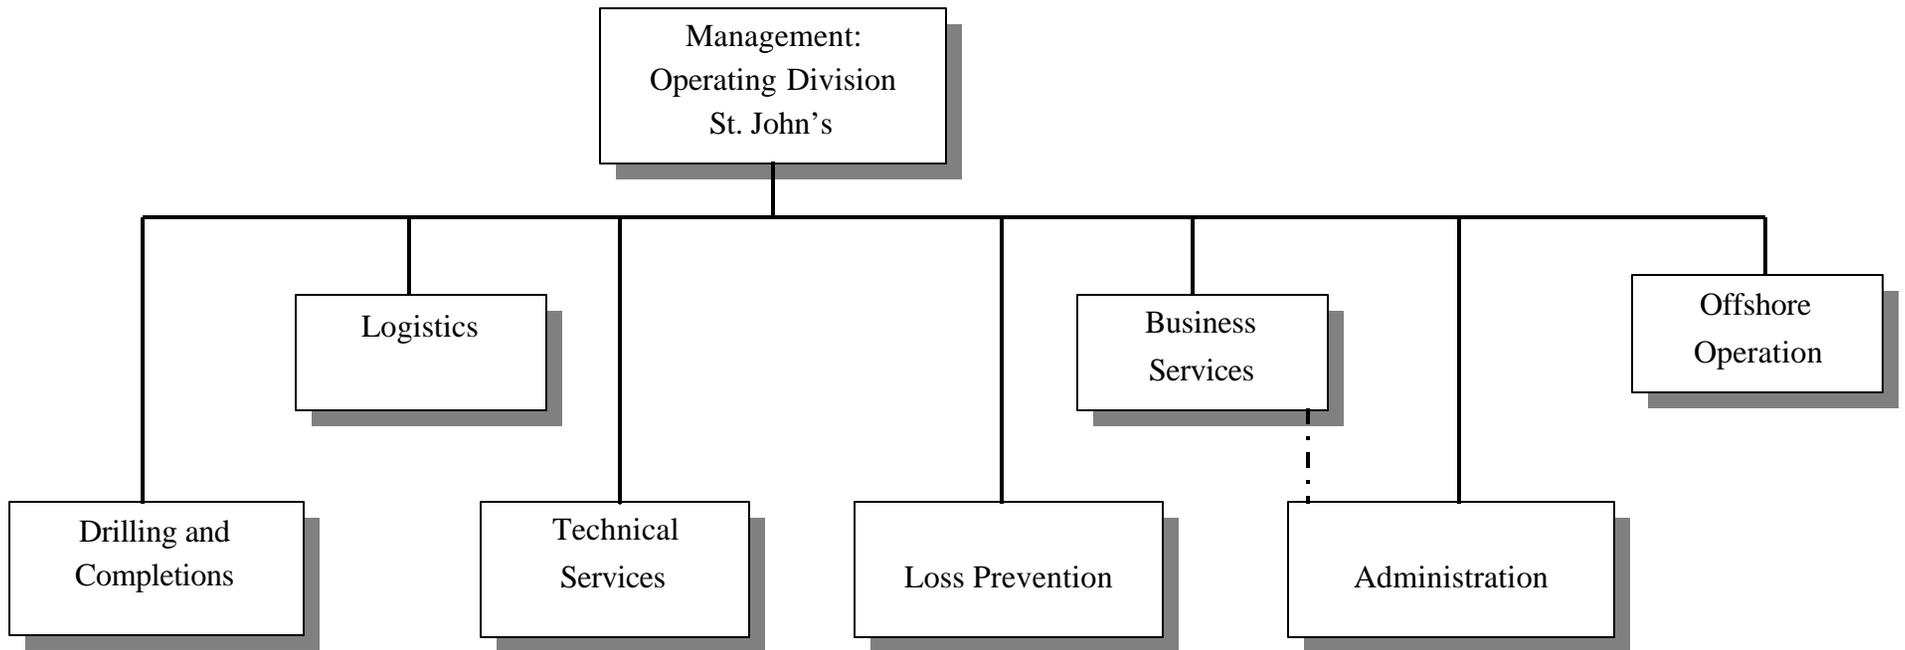 Management:
Operating Division
St. John’s
Logistics
Business
Services
Offshore
Operation
Drilling and
Completions
Technical
Services
Loss Prevention
Administration